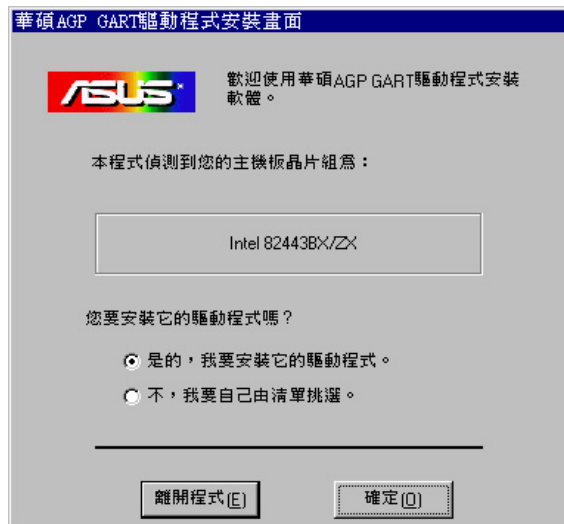 華碩AGP GART驅動程式安裝畫面
ASUS
歡迎使用華碩AGP GART驅動程式安裝
軟體。
本程式偵測到您的主機板晶片組爲：
Intel 82443BX/ZX
您要安裝它的驅動程式嗎？
是的，我要安裝它的驅動程式。
不，我要自己由清單挑選。
離開程式(E)
確定(O)